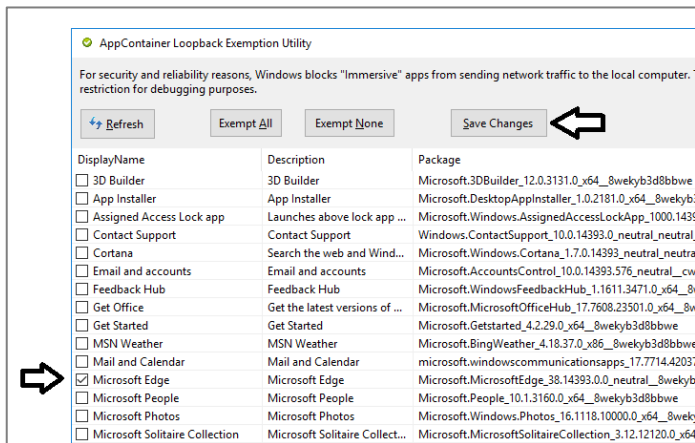 AppContainer Loopback Exemption Utility
For security and reliability reasons, Windows blocks "Immersive" apps from sending network traffic to the local computer.
restriction for debugging purposes.
Refresh Exempt All Exempt None Save Changes
DisplayName Description Package
3D Builder 3D Builder Microsoft.3DBuilder_12.0.3131.0_x64__8wekyb3d8bbwe
App Installer App Installer Microsoft.DesktopAppInstaller_1.0.2181.0_x64__8wekyb3
Assigned Access Lock app Launches above lock app ... Microsoft.Windows.AssignedAccessLockApp_1000.1439
Contact Support Contact Support Windows.ContactSupport_10.0.14393.0_neutral_neutral_
Cortana Search the web and Wind... Microsoft.Windows.Cortana_1.7.0.14393_neutral_neutra
Email and accounts Email and accounts Microsoft.AccountsControl_10.0.14393.576_neutral__cw
Feedback Hub Feedback Hub Microsoft.WindowsFeedbackHub_1.1611.3471.0_x64__8w
Get Office Get the latest versions of ... Microsoft.MicrosoftOfficeHub_17.7608.23501.0_x64__8w
Get Started Get Started Microsoft.Getstarted_4.2.29.0_x64__8wekyb3d8bbwe
MSN Weather MSN Weather Microsoft.BingWeather_4.18.37.0_x86__8wekyb3d8bbwe
Mail and Calendar Mail and Calendar microsoft.windowscommunicationsapps_17.7714.42037
Microsoft Edge Microsoft Edge Microsoft.MicrosoftEdge_38.14393.0.0_neutral__8wekyb
Microsoft People Microsoft People Microsoft.People_10.1.3160.0_x64__8wekyb3d8bbwe
Microsoft Photos Microsoft Photos Microsoft.Windows.Photos_16.1118.10000.0_x64__8wekyb
Microsoft Solitaire Collection Microsoft Solitaire Collect... Microsoft.MicrosoftSolitaireCollection_3.12.12120.0_x64